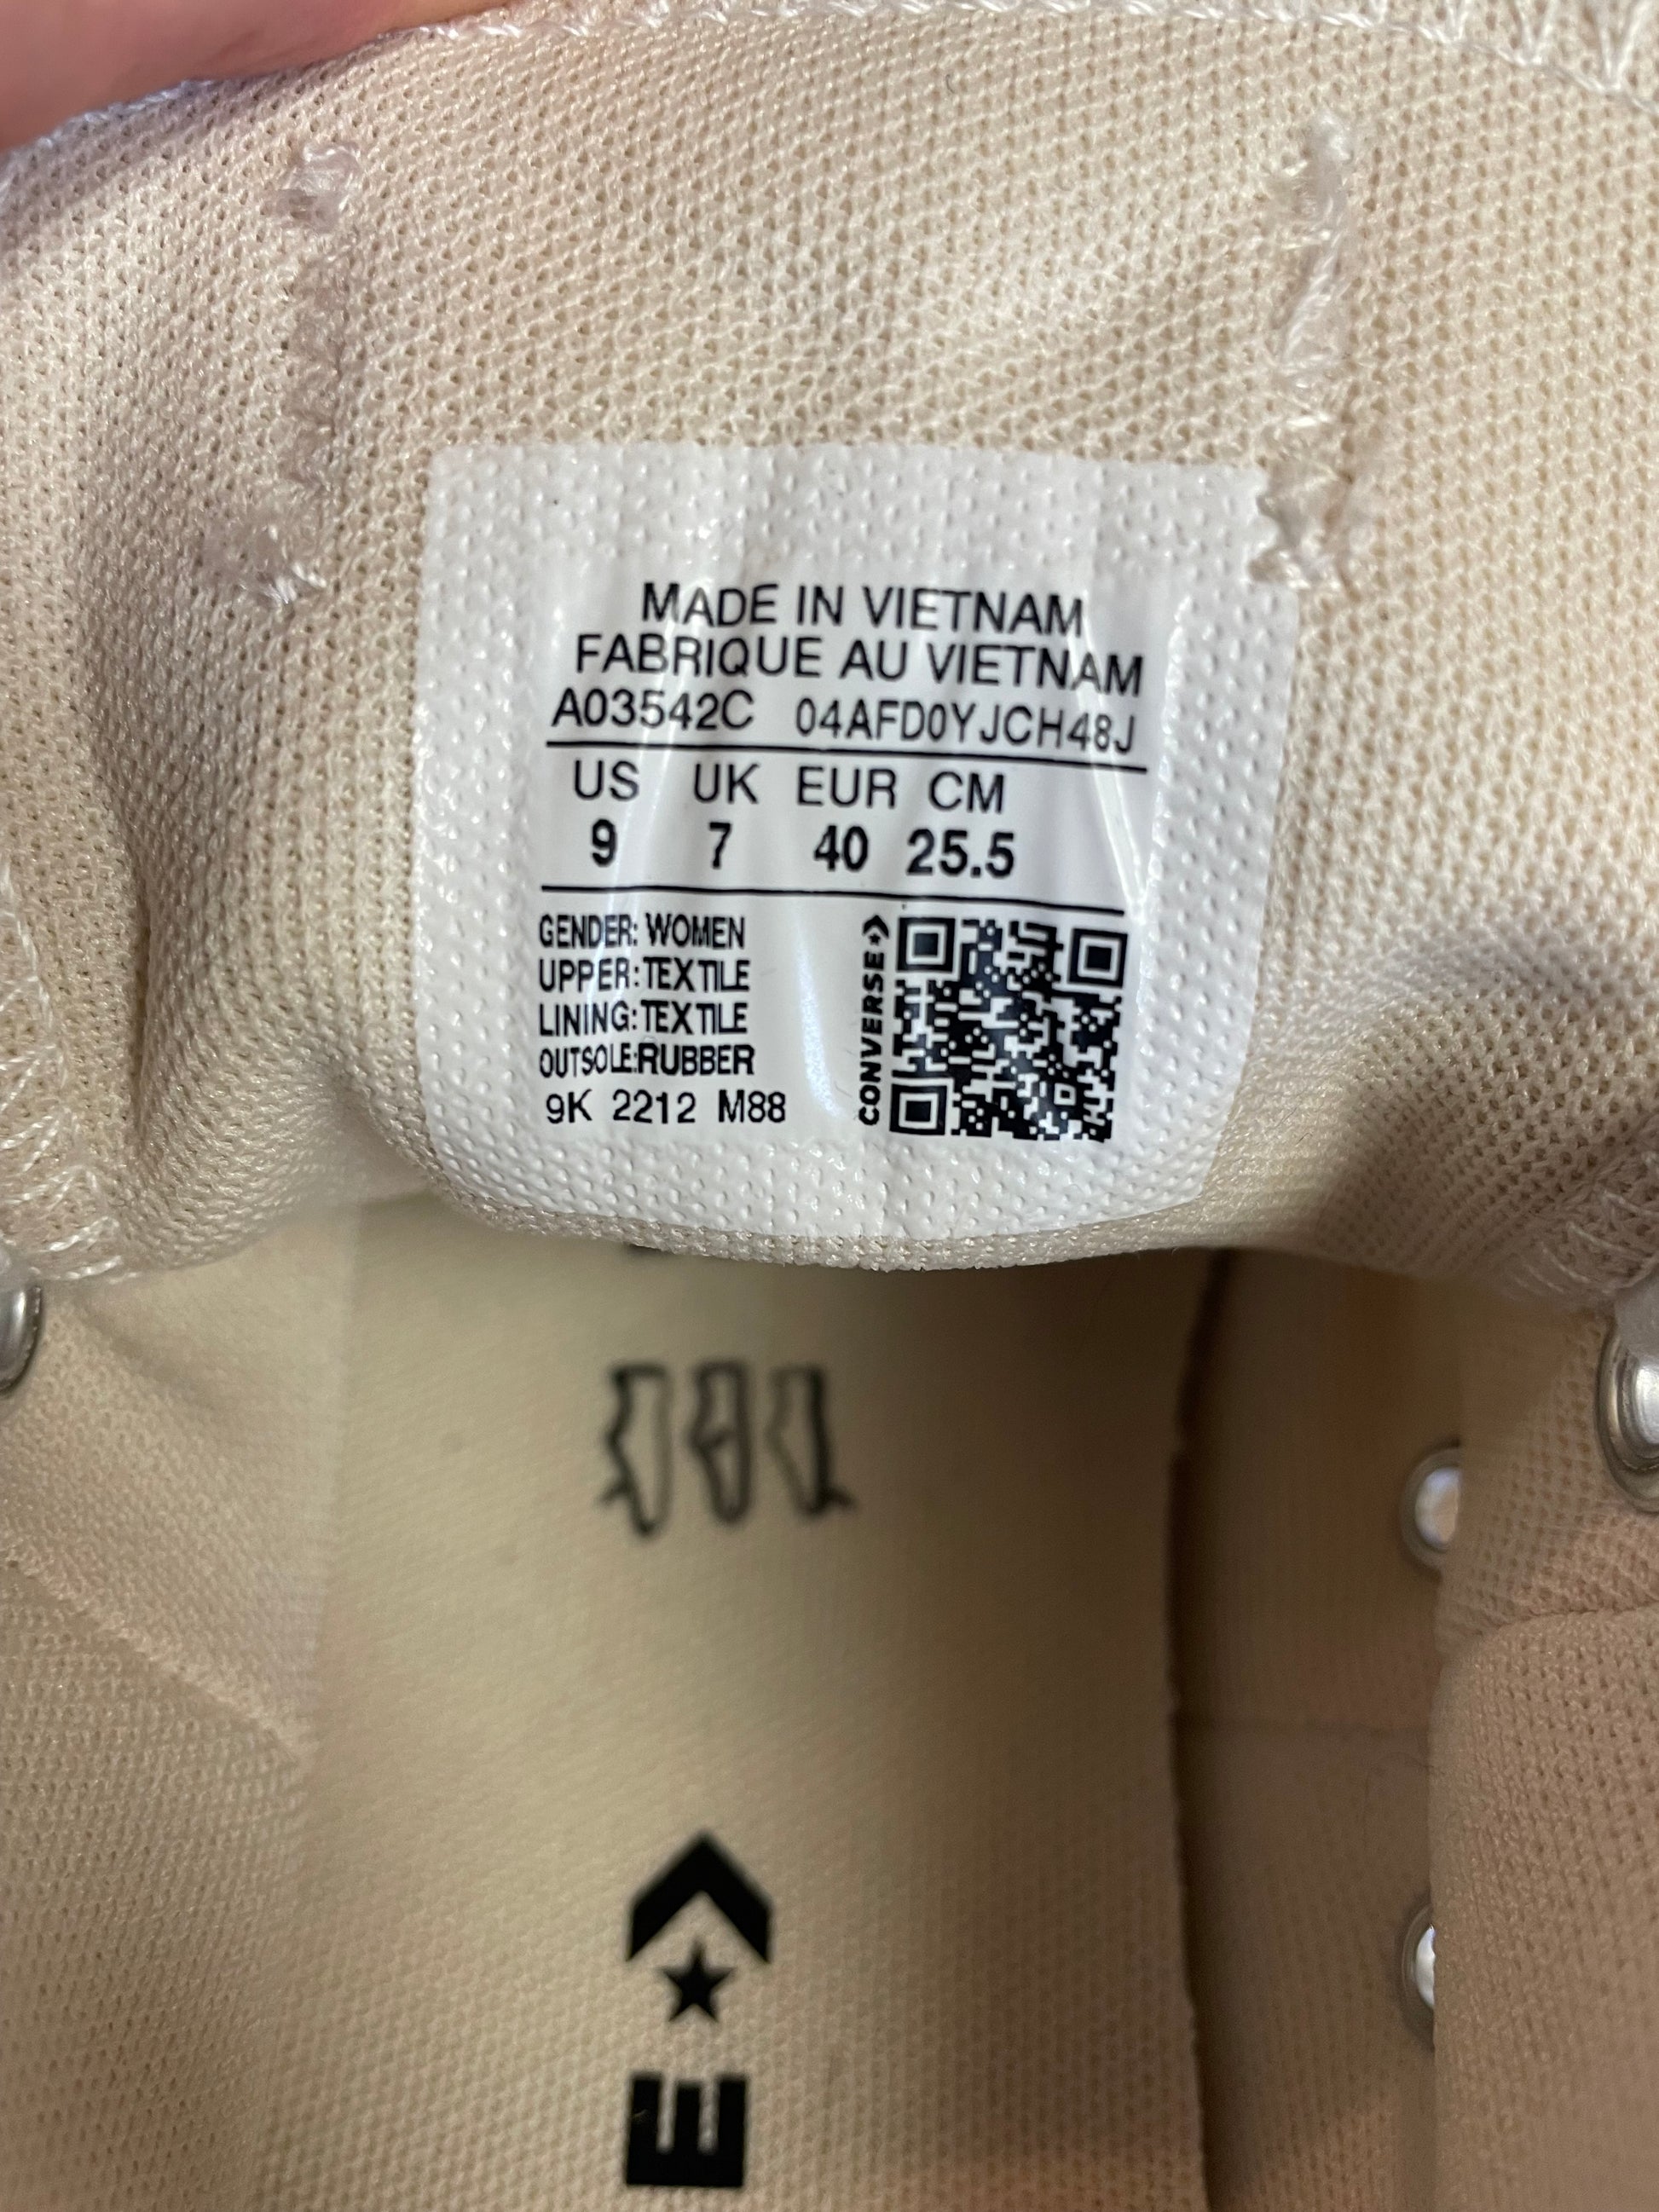 MADE IN VIETNAM
FABRIQUE AU VIETNAM
A03542C 04AFD0YJCH48J
US UK EUR CM
9 7 40 25.5
GENDER: WOMEN
UPPER: TEXTILE
LINING: TEXTILE
OUTSOLE: RUBBER
9K 2212 M88
CONVERSE
E